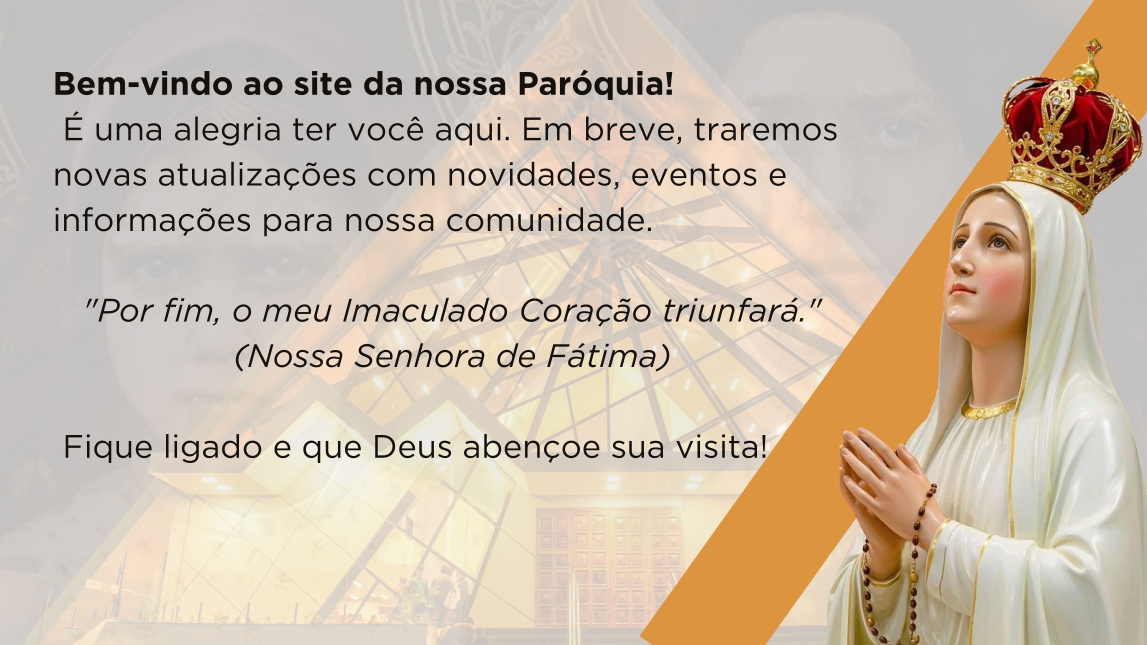 Bem-vindo ao site da nossa Paróquia!
É uma alegria ter você aqui. Em breve, traremos
novas atualizações com novidades, eventos e
informações para nossa comunidade.
"Por fim, o meu Imaculado Coração triunfará."
(Nossa Senhora de Fátima)
Fique ligado e que Deus abençoe sua visita!